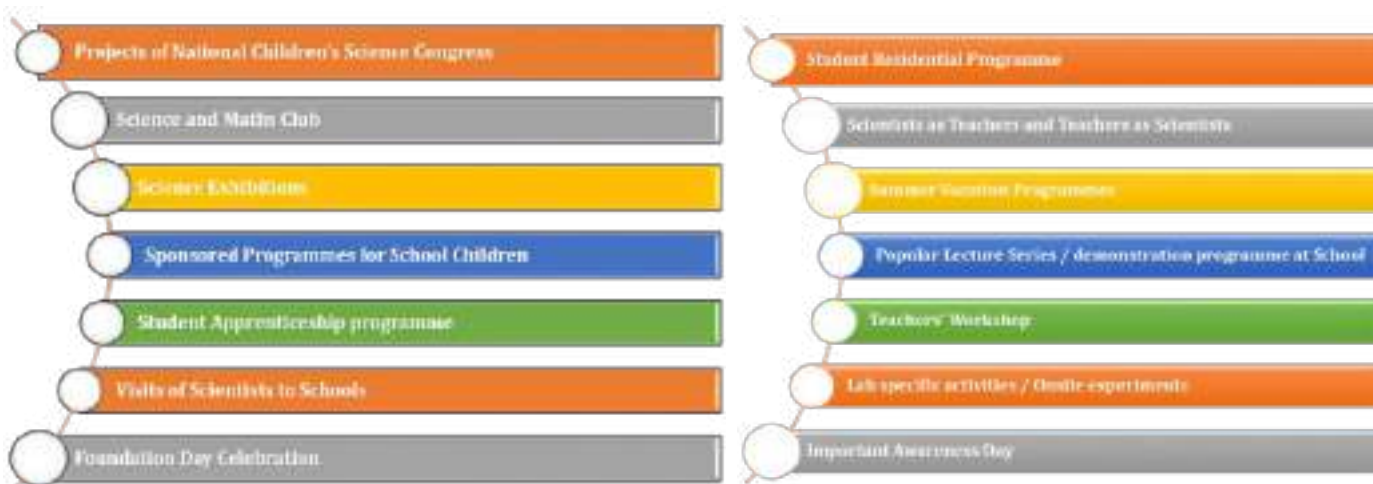 Projects of National Children's Science Congress
Science and Maths Club
Science Exhibitions
Sponsored Programmes for School Children
Student Apprenticeship programme
Visits of Scientists to Schools
Foundation Day Celebration
Student Residential Programme
Scientists as Teachers and Teachers as Scientists
Summer Vacation Programmes
Popular Lecture Series / demonstration programme at School
Teachers' Workshop
Lab specific activities / Onsite experiments
Important Awareness Day